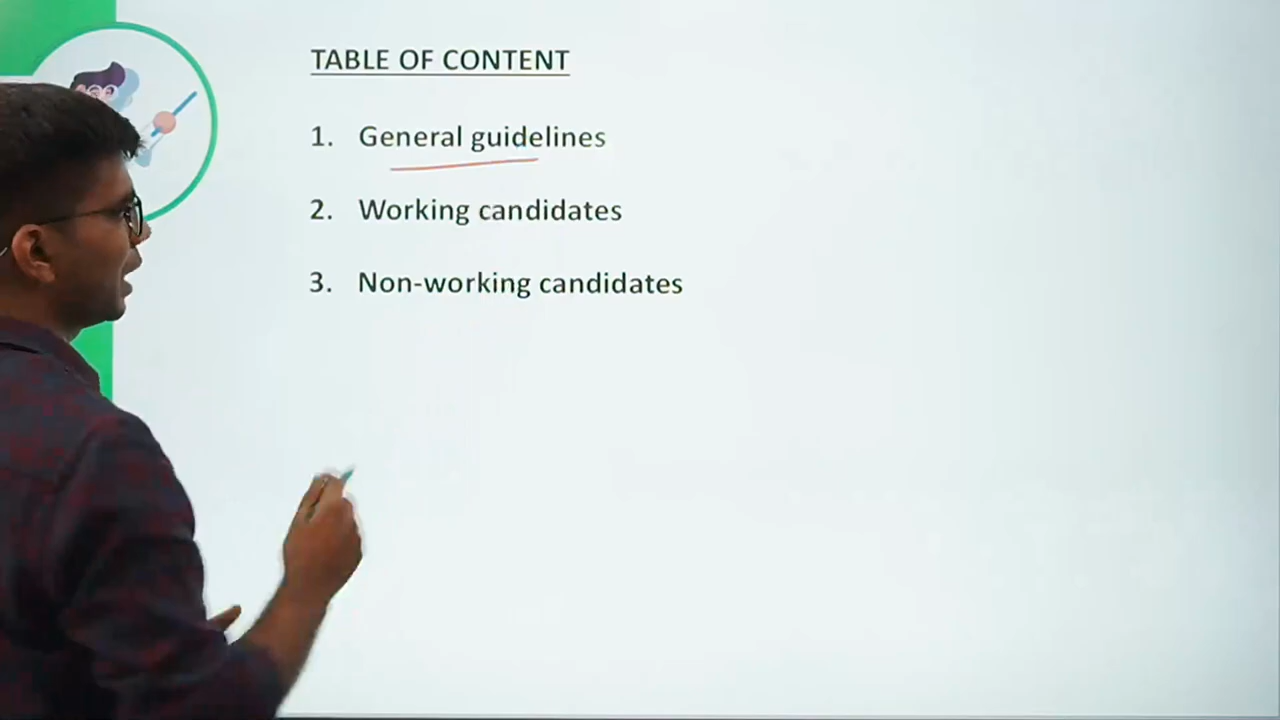 TABLE OF CONTENT
1. General guidelines
2. Working candidates
3. Non-working candidates